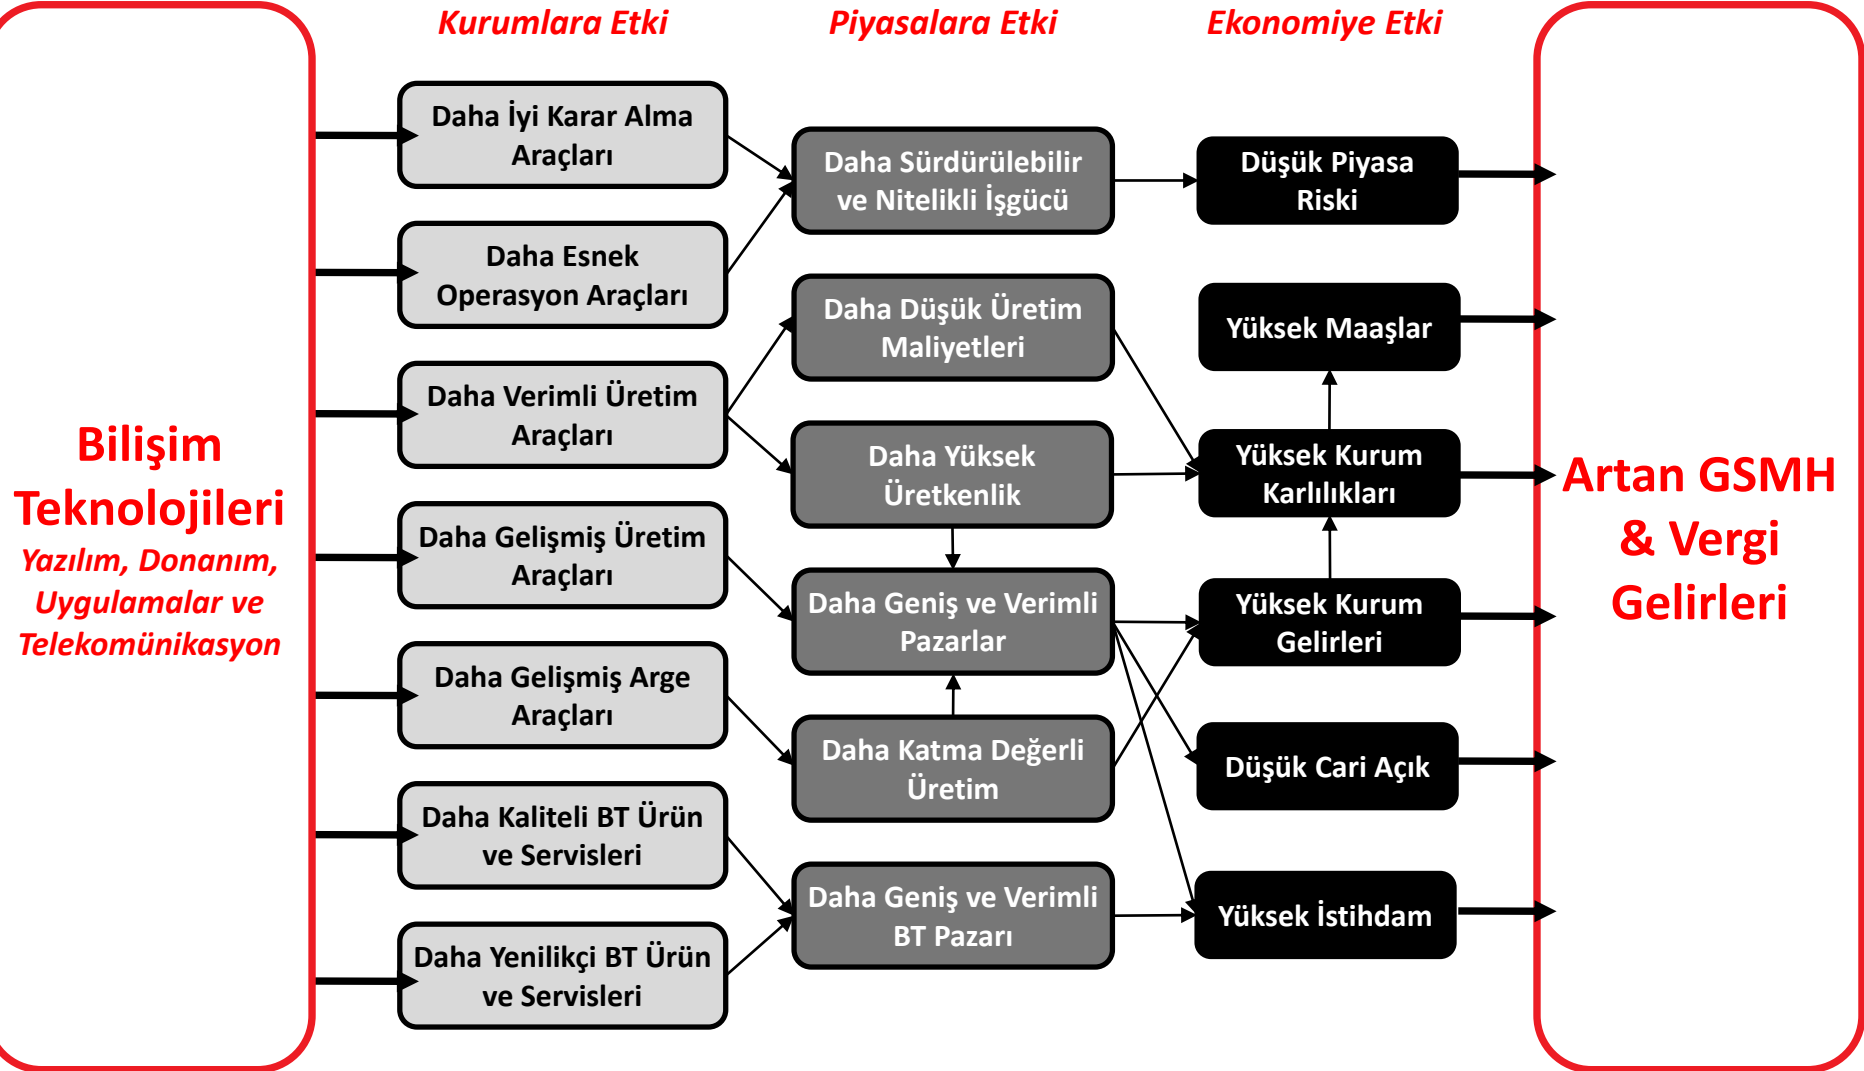 Kurumlara Etki
Piyasalara Etki
Ekonomiye Etki
Bilişim
Teknolojileri
Yazılım, Donanım,
Uygulamalar ve
Telekomünikasyon
Daha İyi Karar Alma
Araçları
Daha Esnek
Operasyon Araçları
Daha Verimli Üretim
Araçları
Daha Gelişmiş Üretim
Araçları
Daha Gelişmiş Arge
Araçları
Daha Kaliteli BT Ürün
ve Servisleri
Daha Yenilikçi BT Ürün
ve Servisleri
Daha Sürdürülebilir
ve Nitelikli İşgücü
Daha Düşük Üretim
Maliyetleri
Daha Yüksek
Üretkenlik
Daha Geniş ve Verimli
Pazarlar
Daha Katma Değerli
Üretim
Daha Geniş ve Verimli
BT Pazarı
Düşük Piyasa
Riski
Yüksek Maaşlar
Yüksek Kurum
Karlılıkları
Yüksek Kurum
Gelirleri
Düşük Cari Açık
Yüksek İstihdam
Artan GSMH
& Vergi
Gelirleri